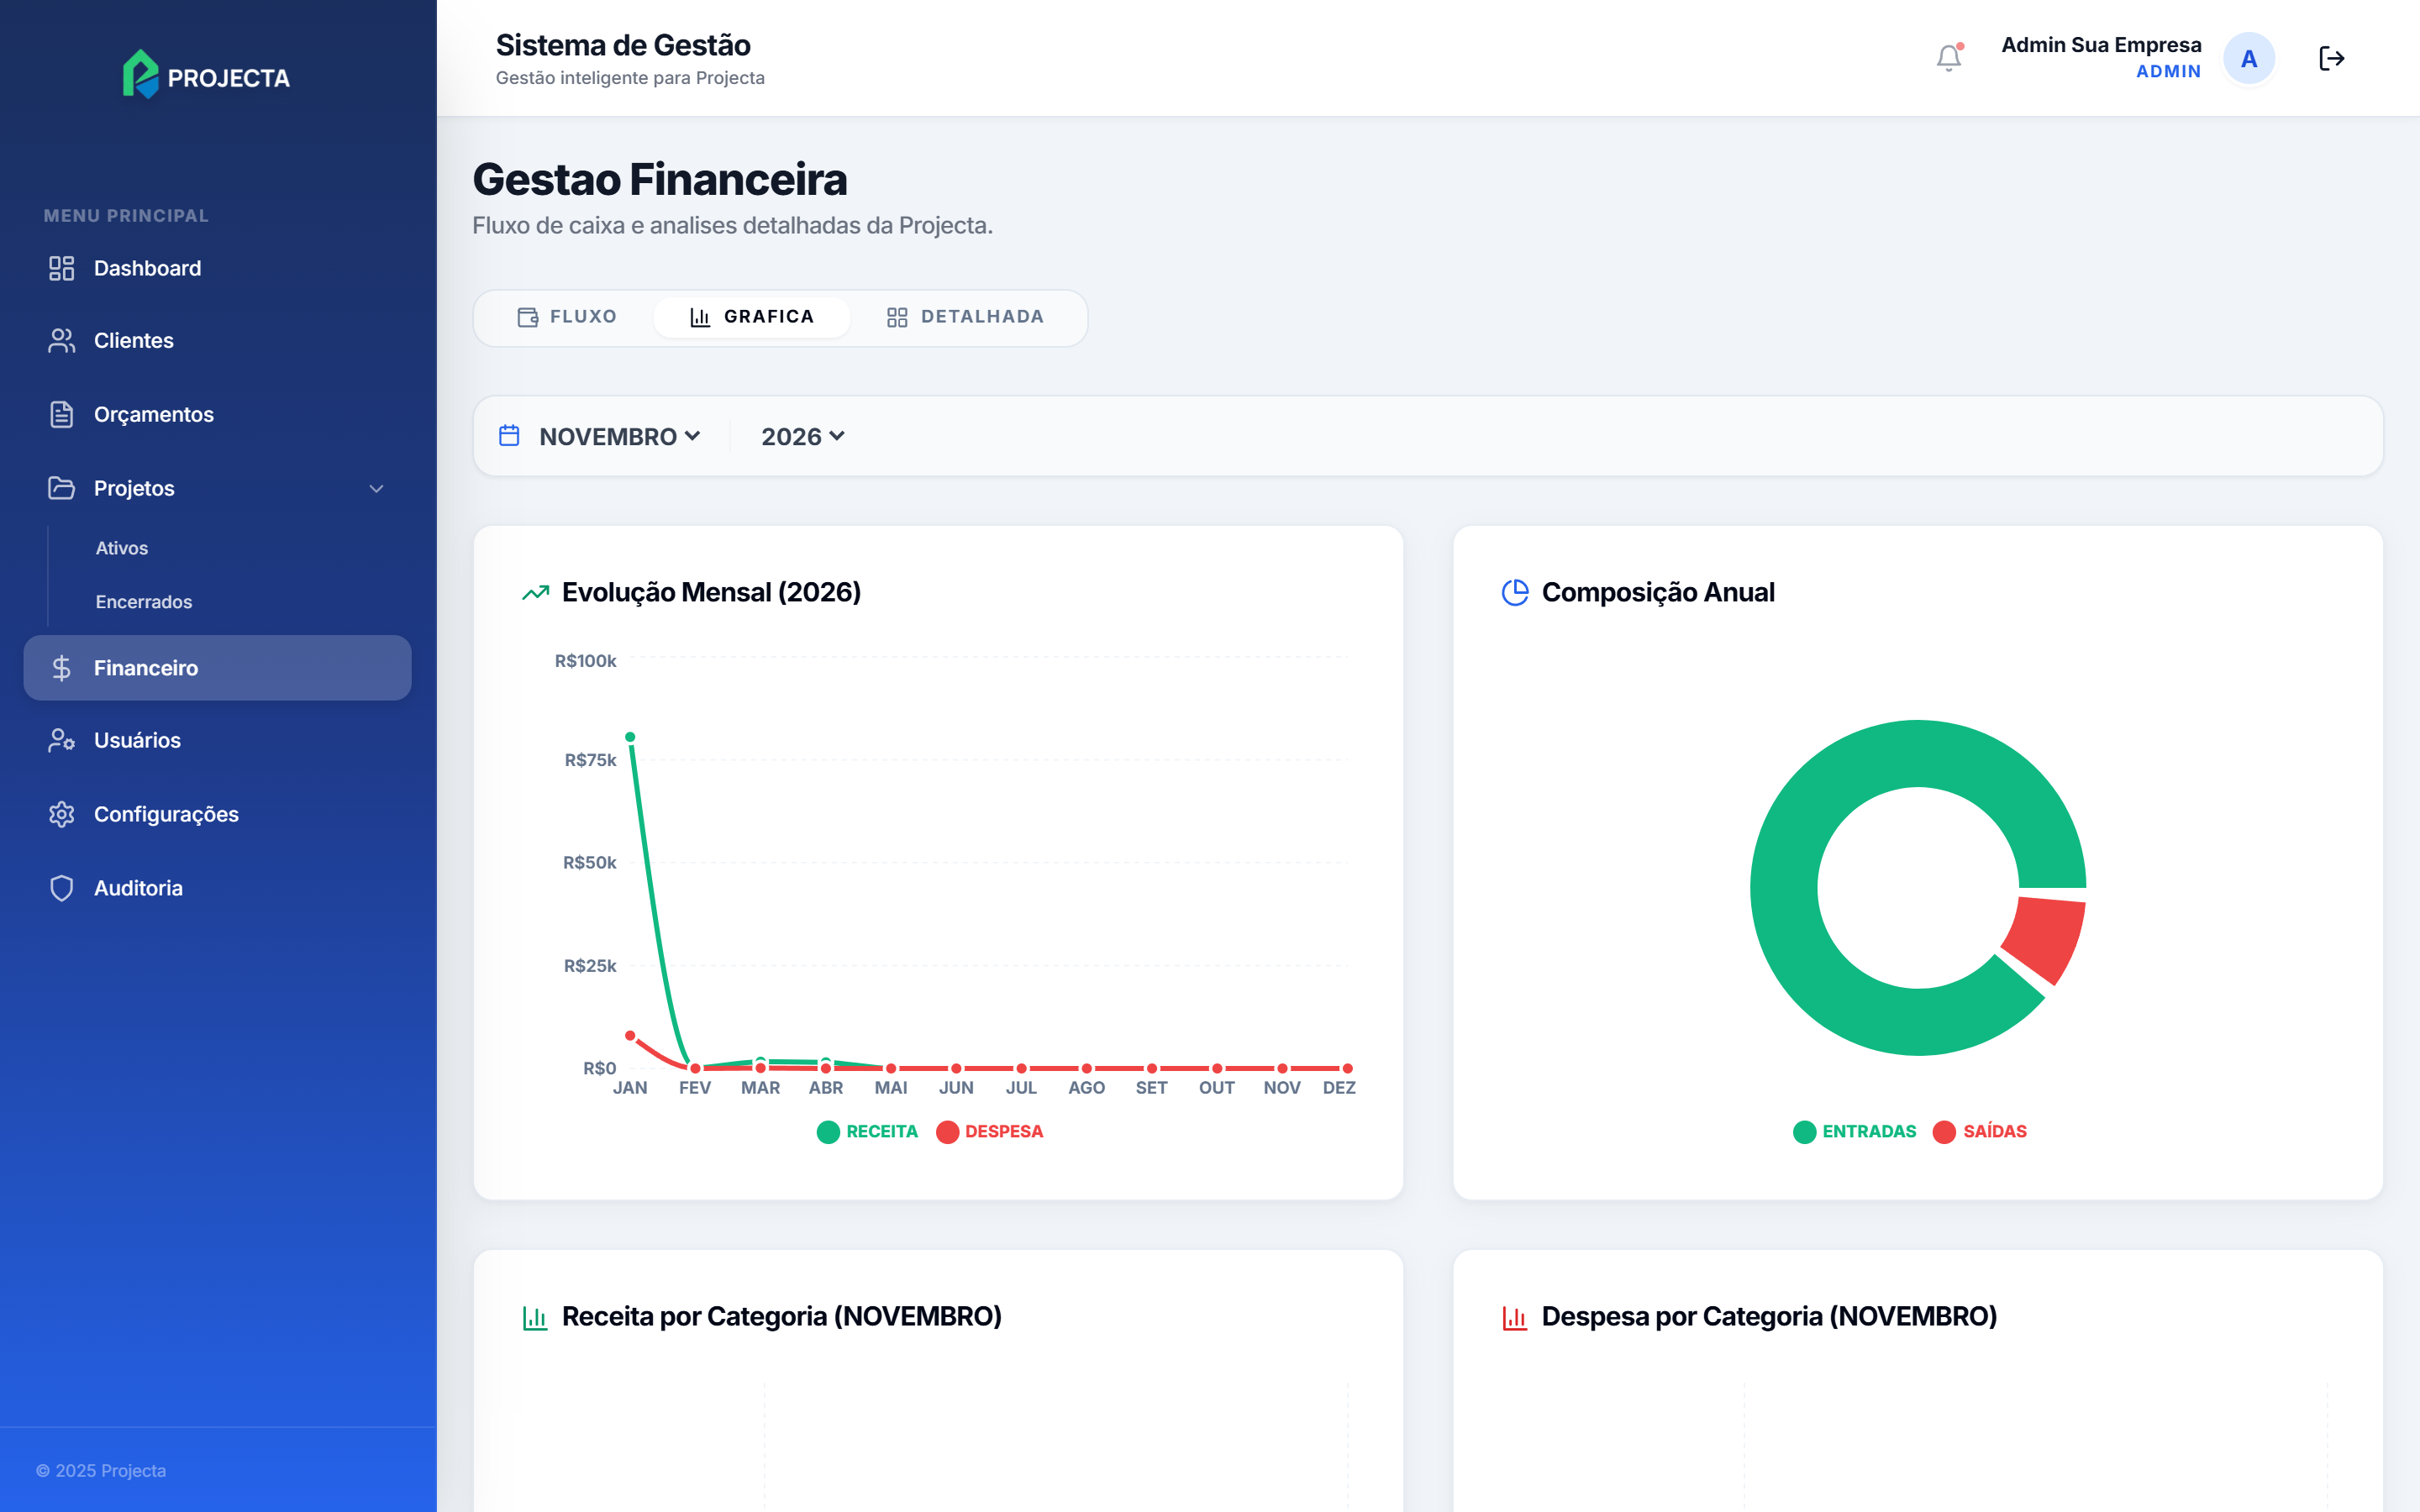 PROJECTA
MENU PRINCIPAL
Dashboard
Clientes
Orçamentos
Projetos
Ativos
Encerrados
Financeiro
Usuários
Configurações
Auditoria
© 2025 Projecta
Sistema de Gestão
Gestão inteligente para Projecta
Admin Sua Empresa
ADMIN
A
Gestao Financeira
Fluxo de caixa e analises detalhadas da Projecta.
FLUXO GRAFICA DETALHADA
NOVEMBRO 2026
Evolução Mensal (2026)
R$100k
R$75k
R$50k
R$25k
R$0
JAN FEV MAR ABR MAI JUN JUL AGO SET OUT NOV DEZ
RECEITA DESPESA
Composição Anual
ENTRADAS SAÍDAS
Receita por Categoria (NOVEMBRO)
Despesa por Categoria (NOVEMBRO)